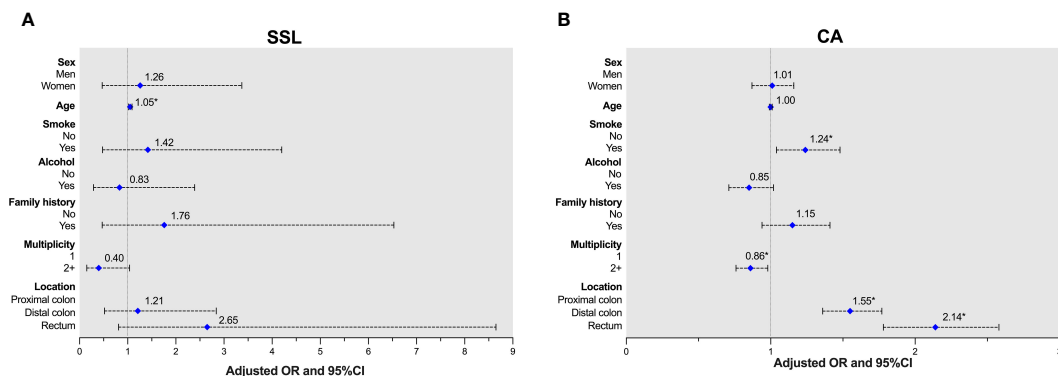 A
SSL
Sex
Men
Women
1.26
Age
1.05*
Smoke
No
Yes
1.42
Alcohol
No
Yes
0.83
Family history
No
Yes
1.76
Multiplicity
1
2+
0.40
Location
Proximal colon
Distal colon
1.21
Rectum
2.65
0 1 2 3 4 5 6 7 8 9
Adjusted OR and 95%CI
B
CA
Sex
Men
Women
1.01
Age
1.00
Smoke
No
Yes
1.24*
Alcohol
No
Yes
0.85
Family history
No
Yes
1.15
Multiplicity
1
2+
0.86*
Location
Proximal colon
Distal colon
1.55*
Rectum
2.14*
0 1 2
Adjusted OR and 95%CI